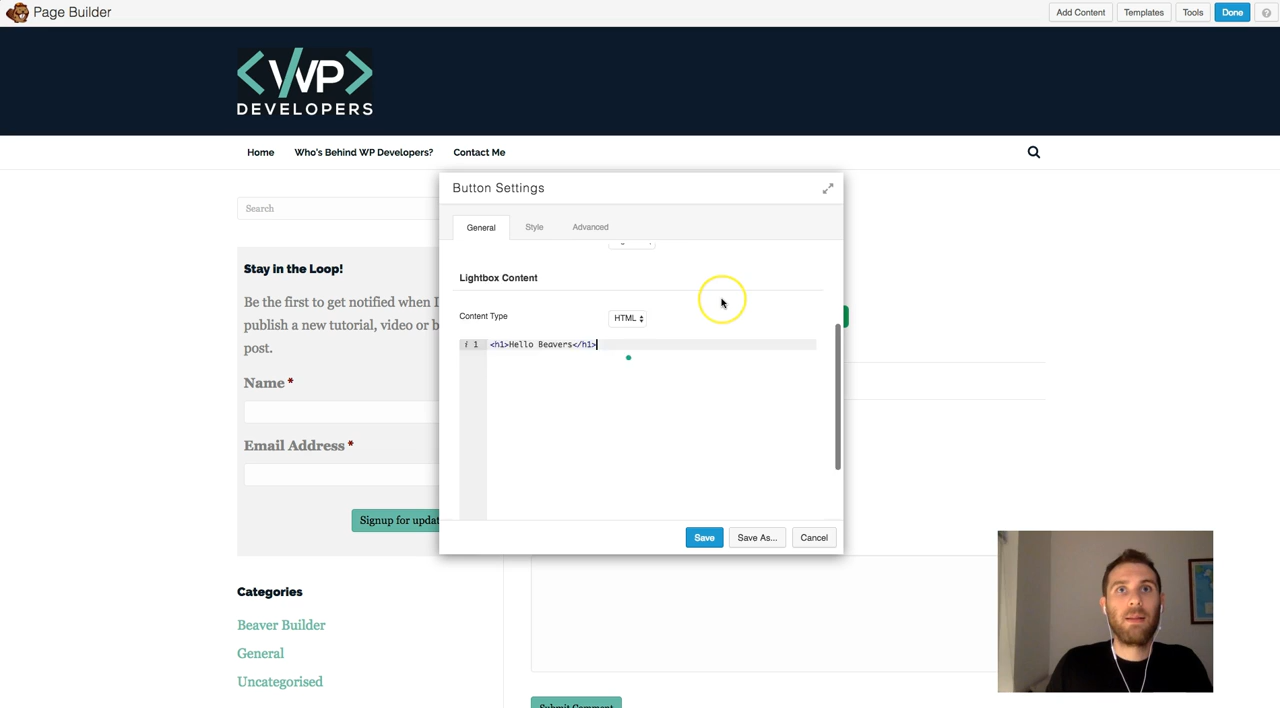 Page Builder
Add Content
Templates
Tools
Done
?
<WP>
DEVELOPERS
Home
Who's Behind WP Developers?
Contact Me
Search
Stay in the Loop!
Be the first to get notified when I
publish a new tutorial, video or b
post.
Name *
Email Address *
Signup for updat
Categories
Beaver Builder
General
Uncategorised
Button Settings
General
Style
Advanced
Lightbox Content
Content Type
HTML
i 1 <h1>Hello Beavers</h1>
Save
Save As...
Cancel
Submit Comment